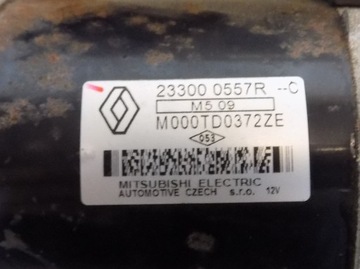 23300 0557R --C
M5 09
M000TD0372ZE
053
MITSUBISHI ELECTRIC
AUTOMOTIVE CZECH s.r.o. 12V